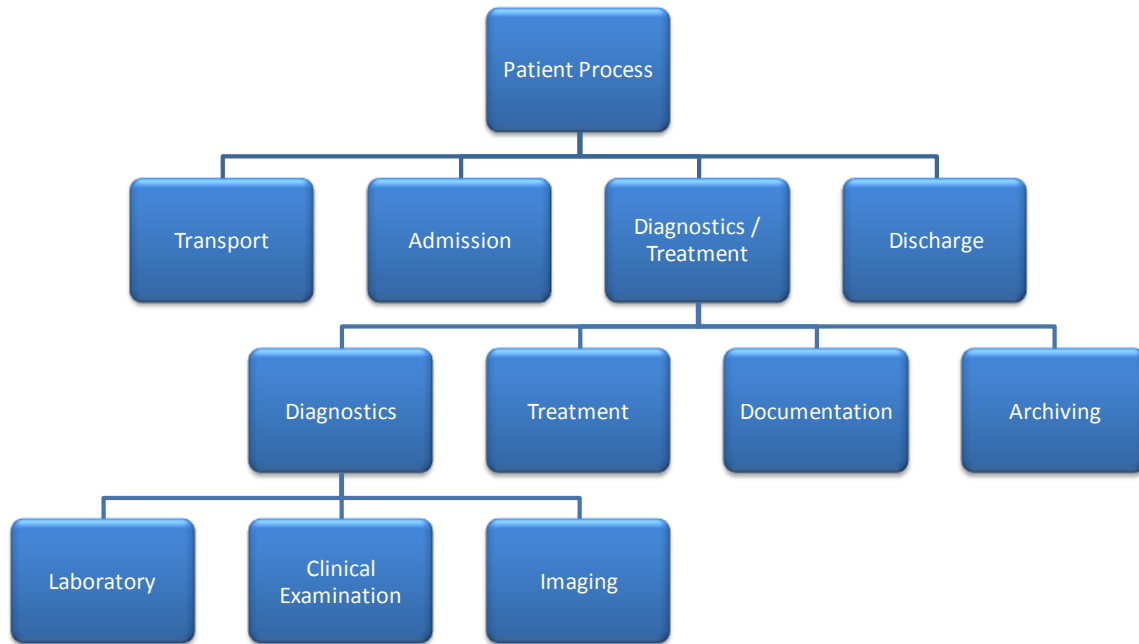 Patient Process
Transport
Admission
Diagnostics /
Treatment
Discharge
Diagnostics
Treatment
Documentation
Archiving
Laboratory
Clinical
Examination
Imaging